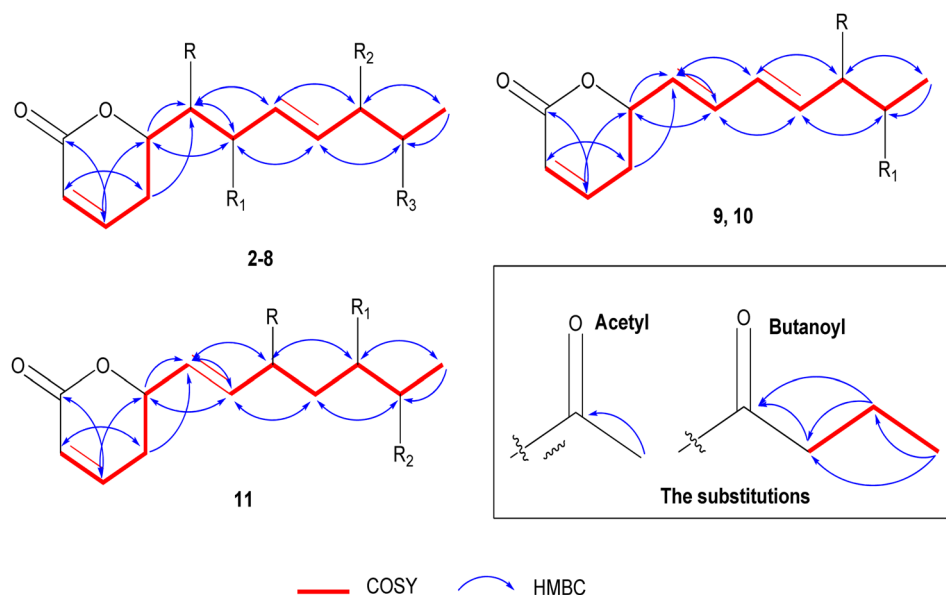 R
R2
O
O
R1
R3
2-8
R
O
O
R1
9, 10
R
R1
O
O
R2
11
O
Acetyl
O
Butanoyl
The substitutions
COSY
HMBC